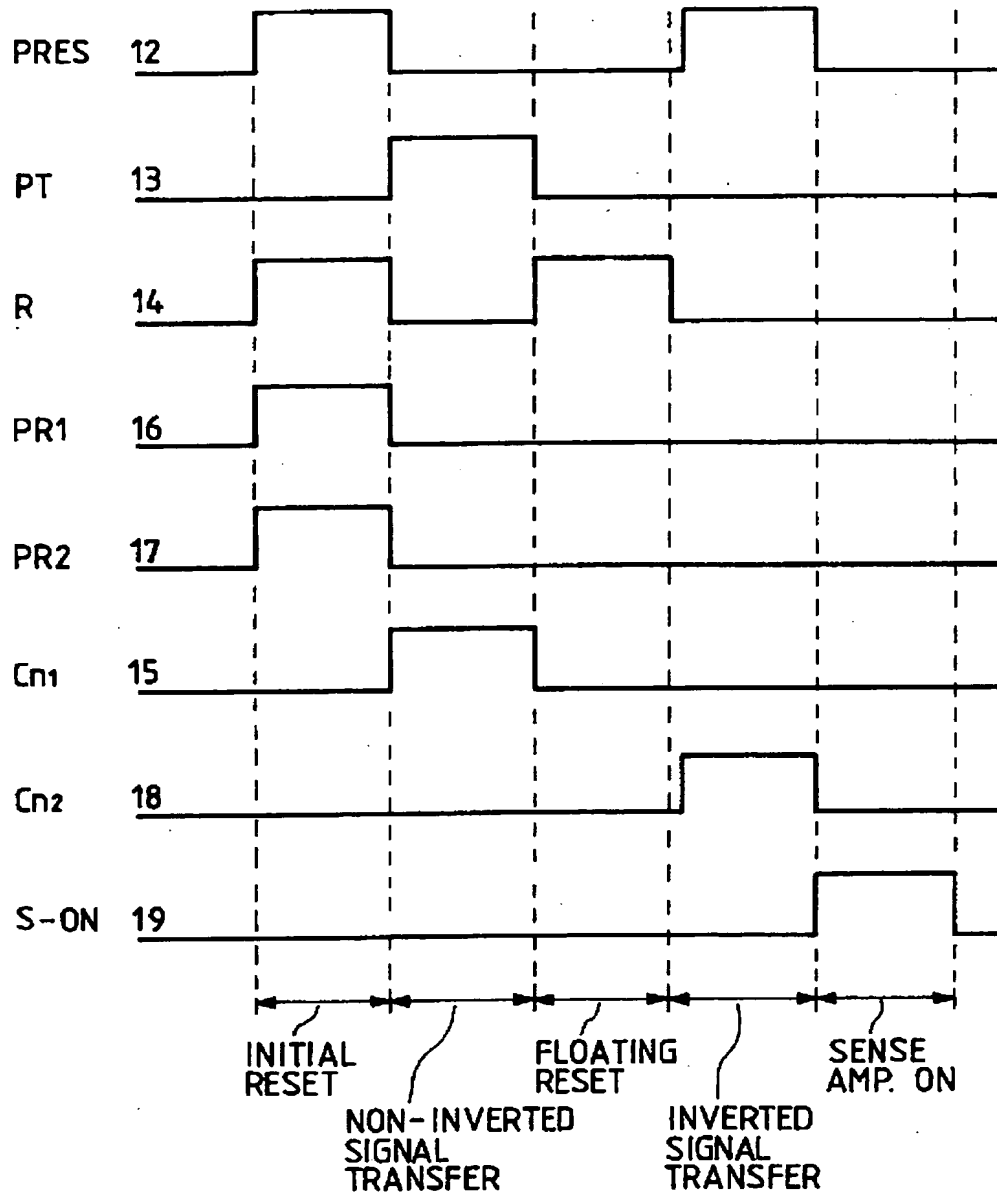 PRES 12
PT 13
R 14
PR1 16
PR2 17
Cn1 15
Cn2 18
S-ON 19
INITIAL
RESET
NON-INVERTED
SIGNAL
TRANSFER
FLOATING
RESET
INVERTED
SIGNAL
TRANSFER
SENSE
AMP. ON